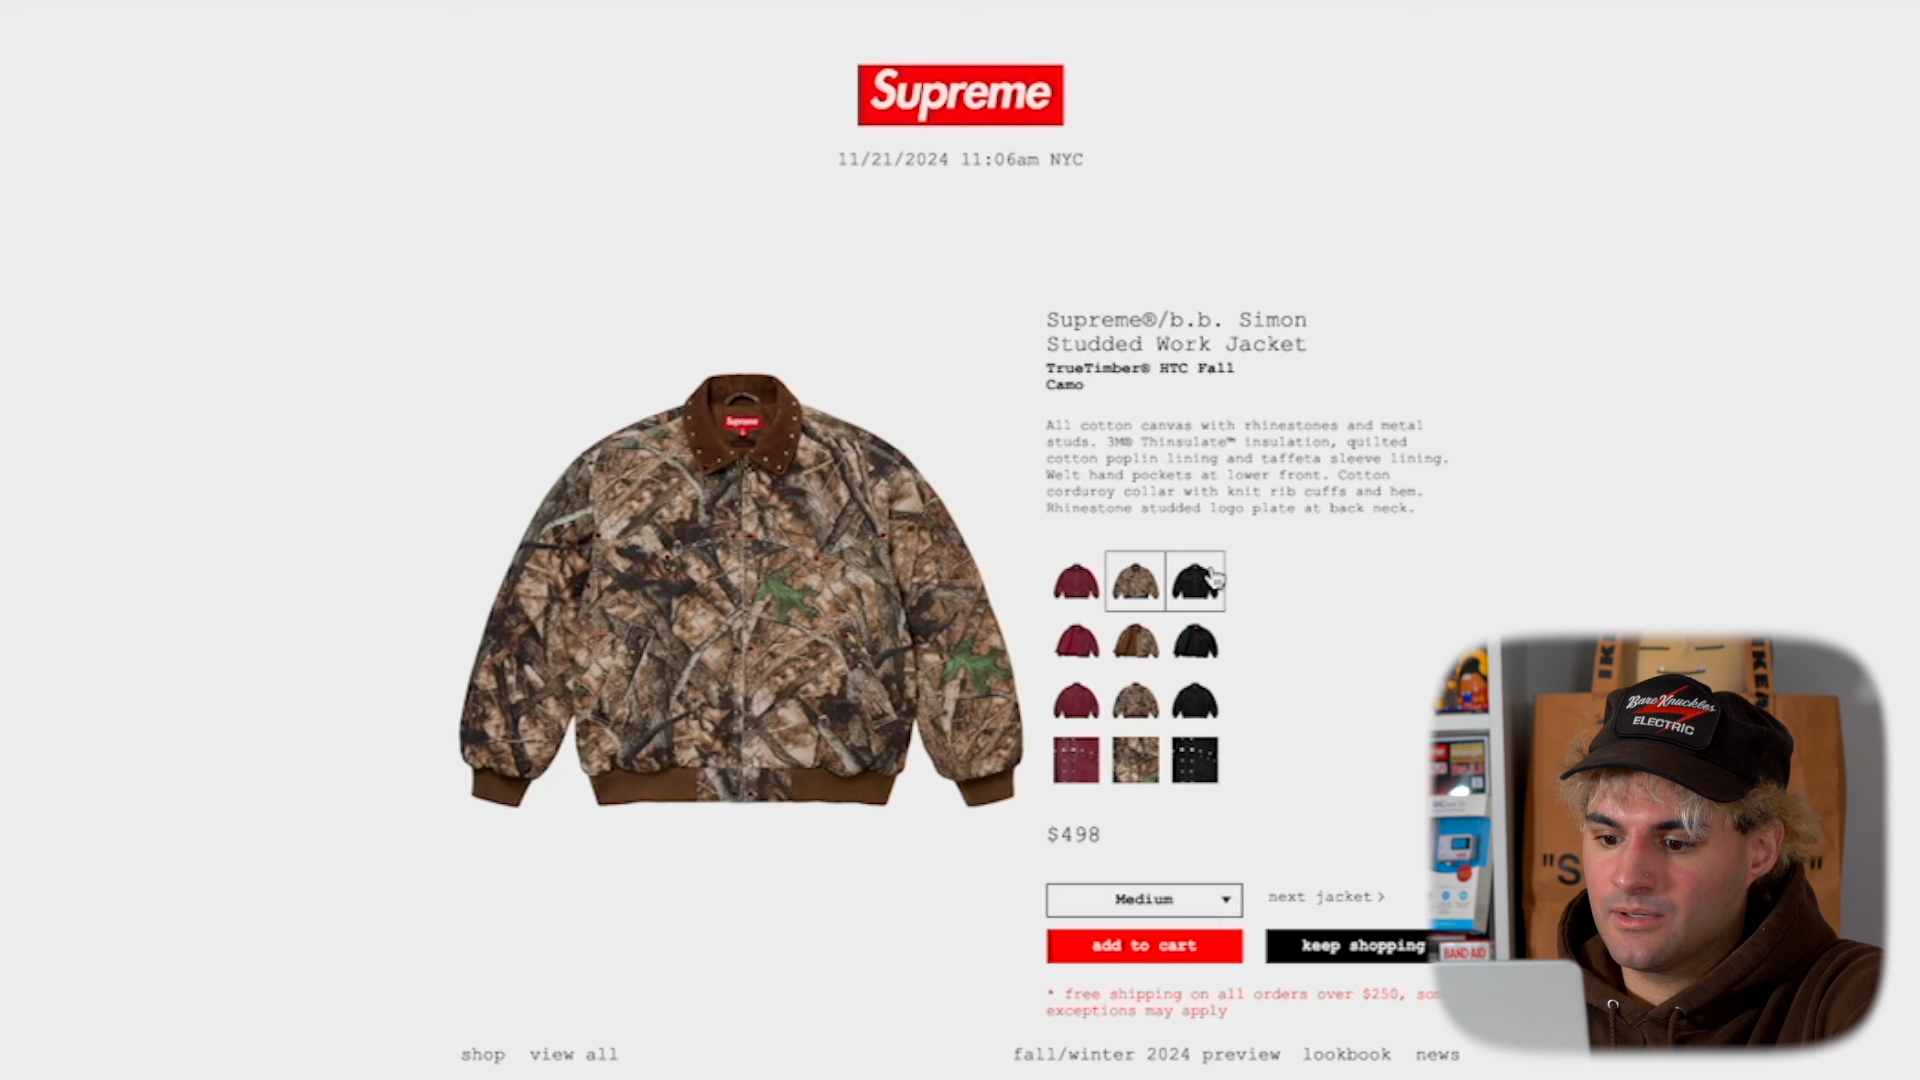 Supreme
11/21/2024 11:06am NYC
Supreme®/b.b. Simon
Studded Work Jacket
TrueTimber® HTC Fall
Camo
All cotton canvas with rhinestones and metal
studs. 3M® Thinsulate™ insulation, quilted
cotton poplin lining and taffeta sleeve lining.
Welt hand pockets at lower front. Cotton
corduroy collar with knit rib cuffs and hem.
Rhinestone studded logo plate at back neck.
Supreme
$498
Medium
next jacket >
add to cart
keep shopping
* free shipping on all orders over $250,
exceptions may apply
shop view all
fall/winter 2024 preview lookbook news
Bare Knuckles
ELECTRIC
BAND-AID
"S
"